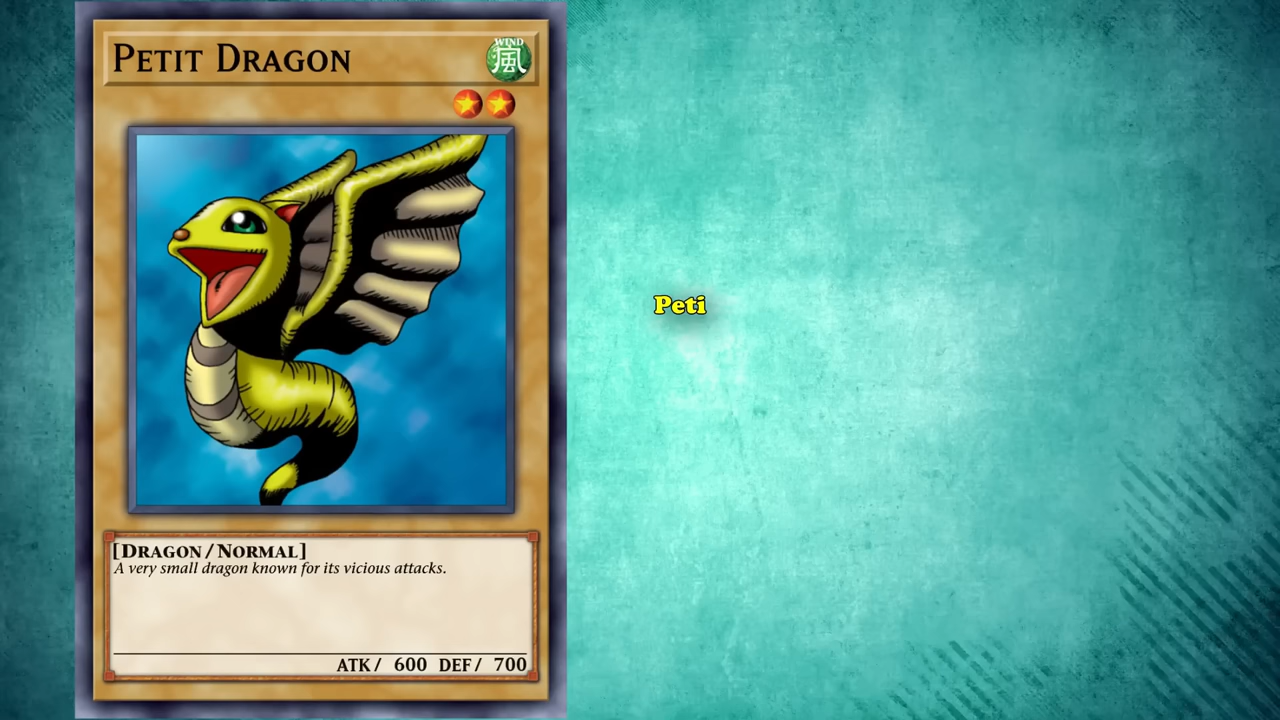 PETIT DRAGON
WIND
風
[DRAGON/NORMAL]
A very small dragon known for its vicious attacks.
ATK/ 600 DEF/ 700
Peti